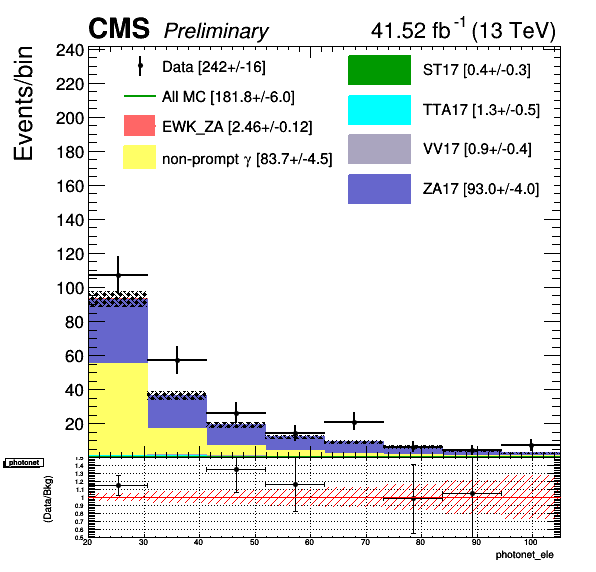 CMS Preliminary 41.52 fb⁻¹ (13 TeV)
Events/bin
240
220
200
180
160
140
120
100
80
60
40
20
Data [242+/-16]
All MC [181.8+/-6.0]
EWK_ZA [2.46+/-0.12]
non-prompt γ [83.7+/-4.5]
ST17 [0.4+/-0.3]
TTA17 [1.3+/-0.5]
VV17 [0.9+/-0.4]
ZA17 [93.0+/-4.0]
photonet
(Data/Bkg)
1.5
1.4
1.3
1.2
1.1
1
0.9
0.8
0.7
0.6
0.5
20 30 40 50 60 70 80 90 100
photonet_ele